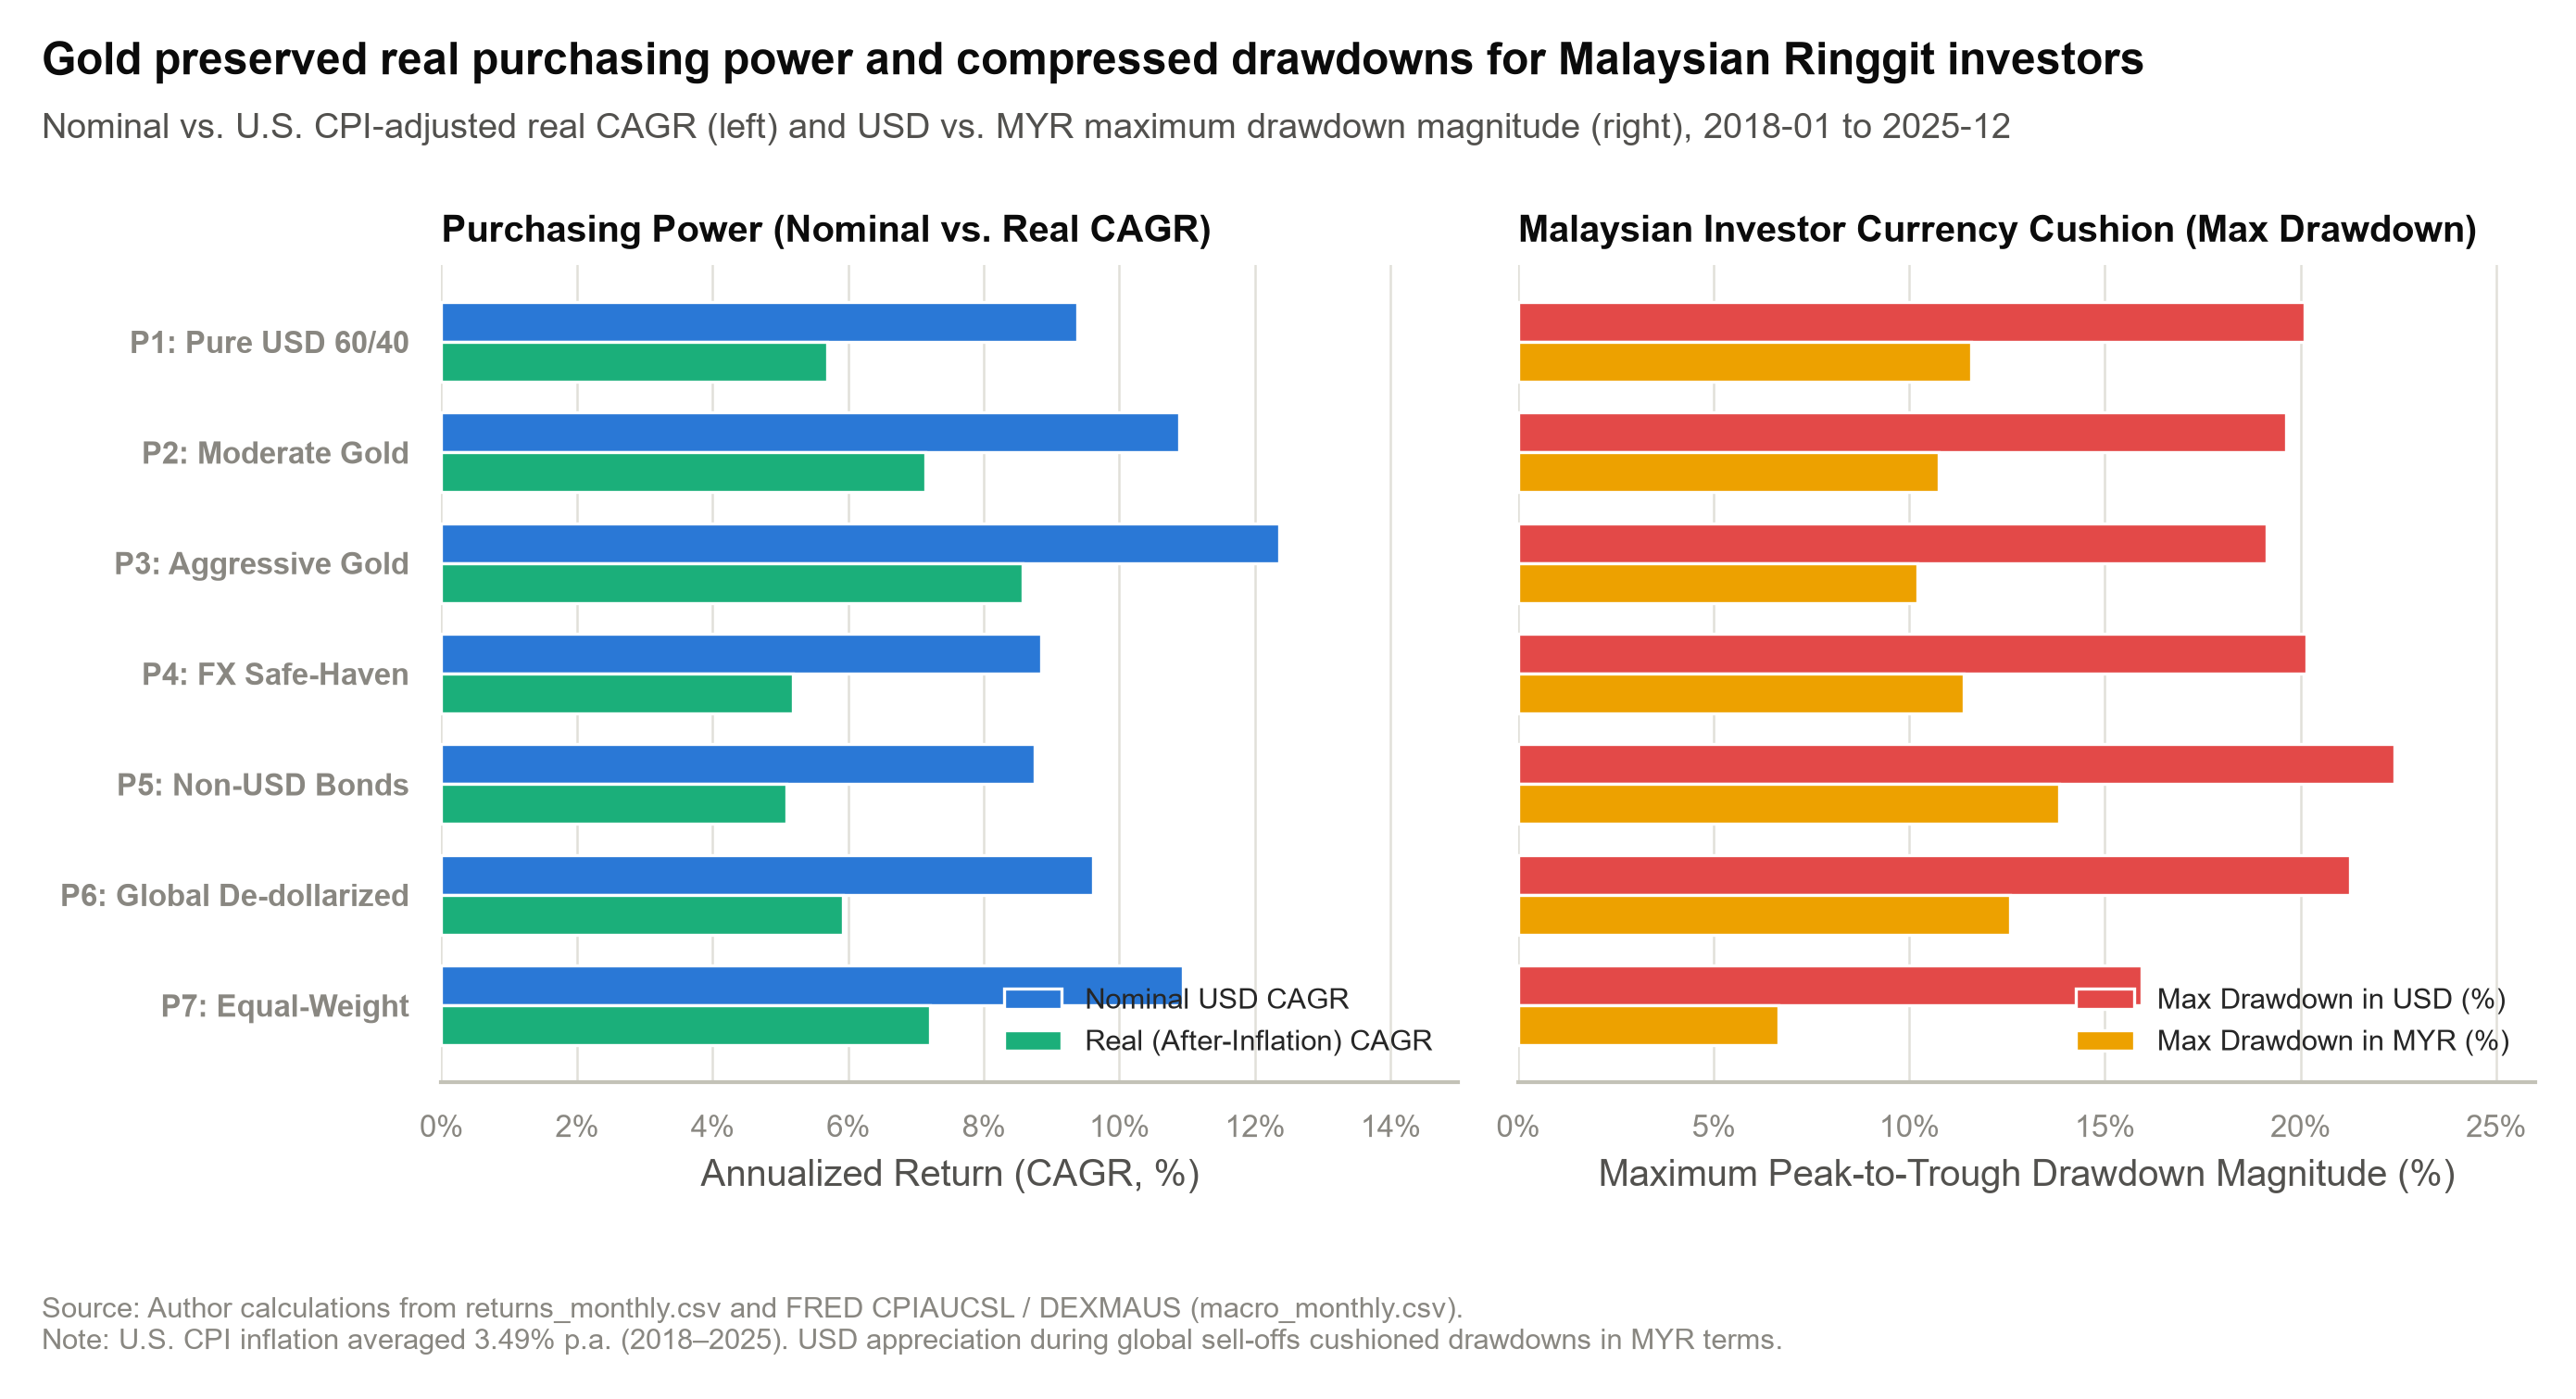 Gold preserved real purchasing power and compressed drawdowns for Malaysian Ringgit investors
Nominal vs. U.S. CPI-adjusted real CAGR (left) and USD vs. MYR maximum drawdown magnitude (right), 2018-01 to 2025-12
Purchasing Power (Nominal vs. Real CAGR)
P1: Pure USD 60/40
P2: Moderate Gold
P3: Aggressive Gold
P4: FX Safe-Haven
P5: Non-USD Bonds
P6: Global De-dollarized
P7: Equal-Weight
Nominal USD CAGR
Real (After-Inflation) CAGR
0% 2% 4% 6% 8% 10% 12% 14%
Annualized Return (CAGR, %)
Malaysian Investor Currency Cushion (Max Drawdown)
Max Drawdown in USD (%)
Max Drawdown in MYR (%)
0% 5% 10% 15% 20% 25%
Maximum Peak-to-Trough Drawdown Magnitude (%)
Source: Author calculations from returns_monthly.csv and FRED CPIAUCSL / DEXMAUS (macro_monthly.csv).
Note: U.S. CPI inflation averaged 3.49% p.a. (2018–2025). USD appreciation during global sell-offs cushioned drawdowns in MYR terms.